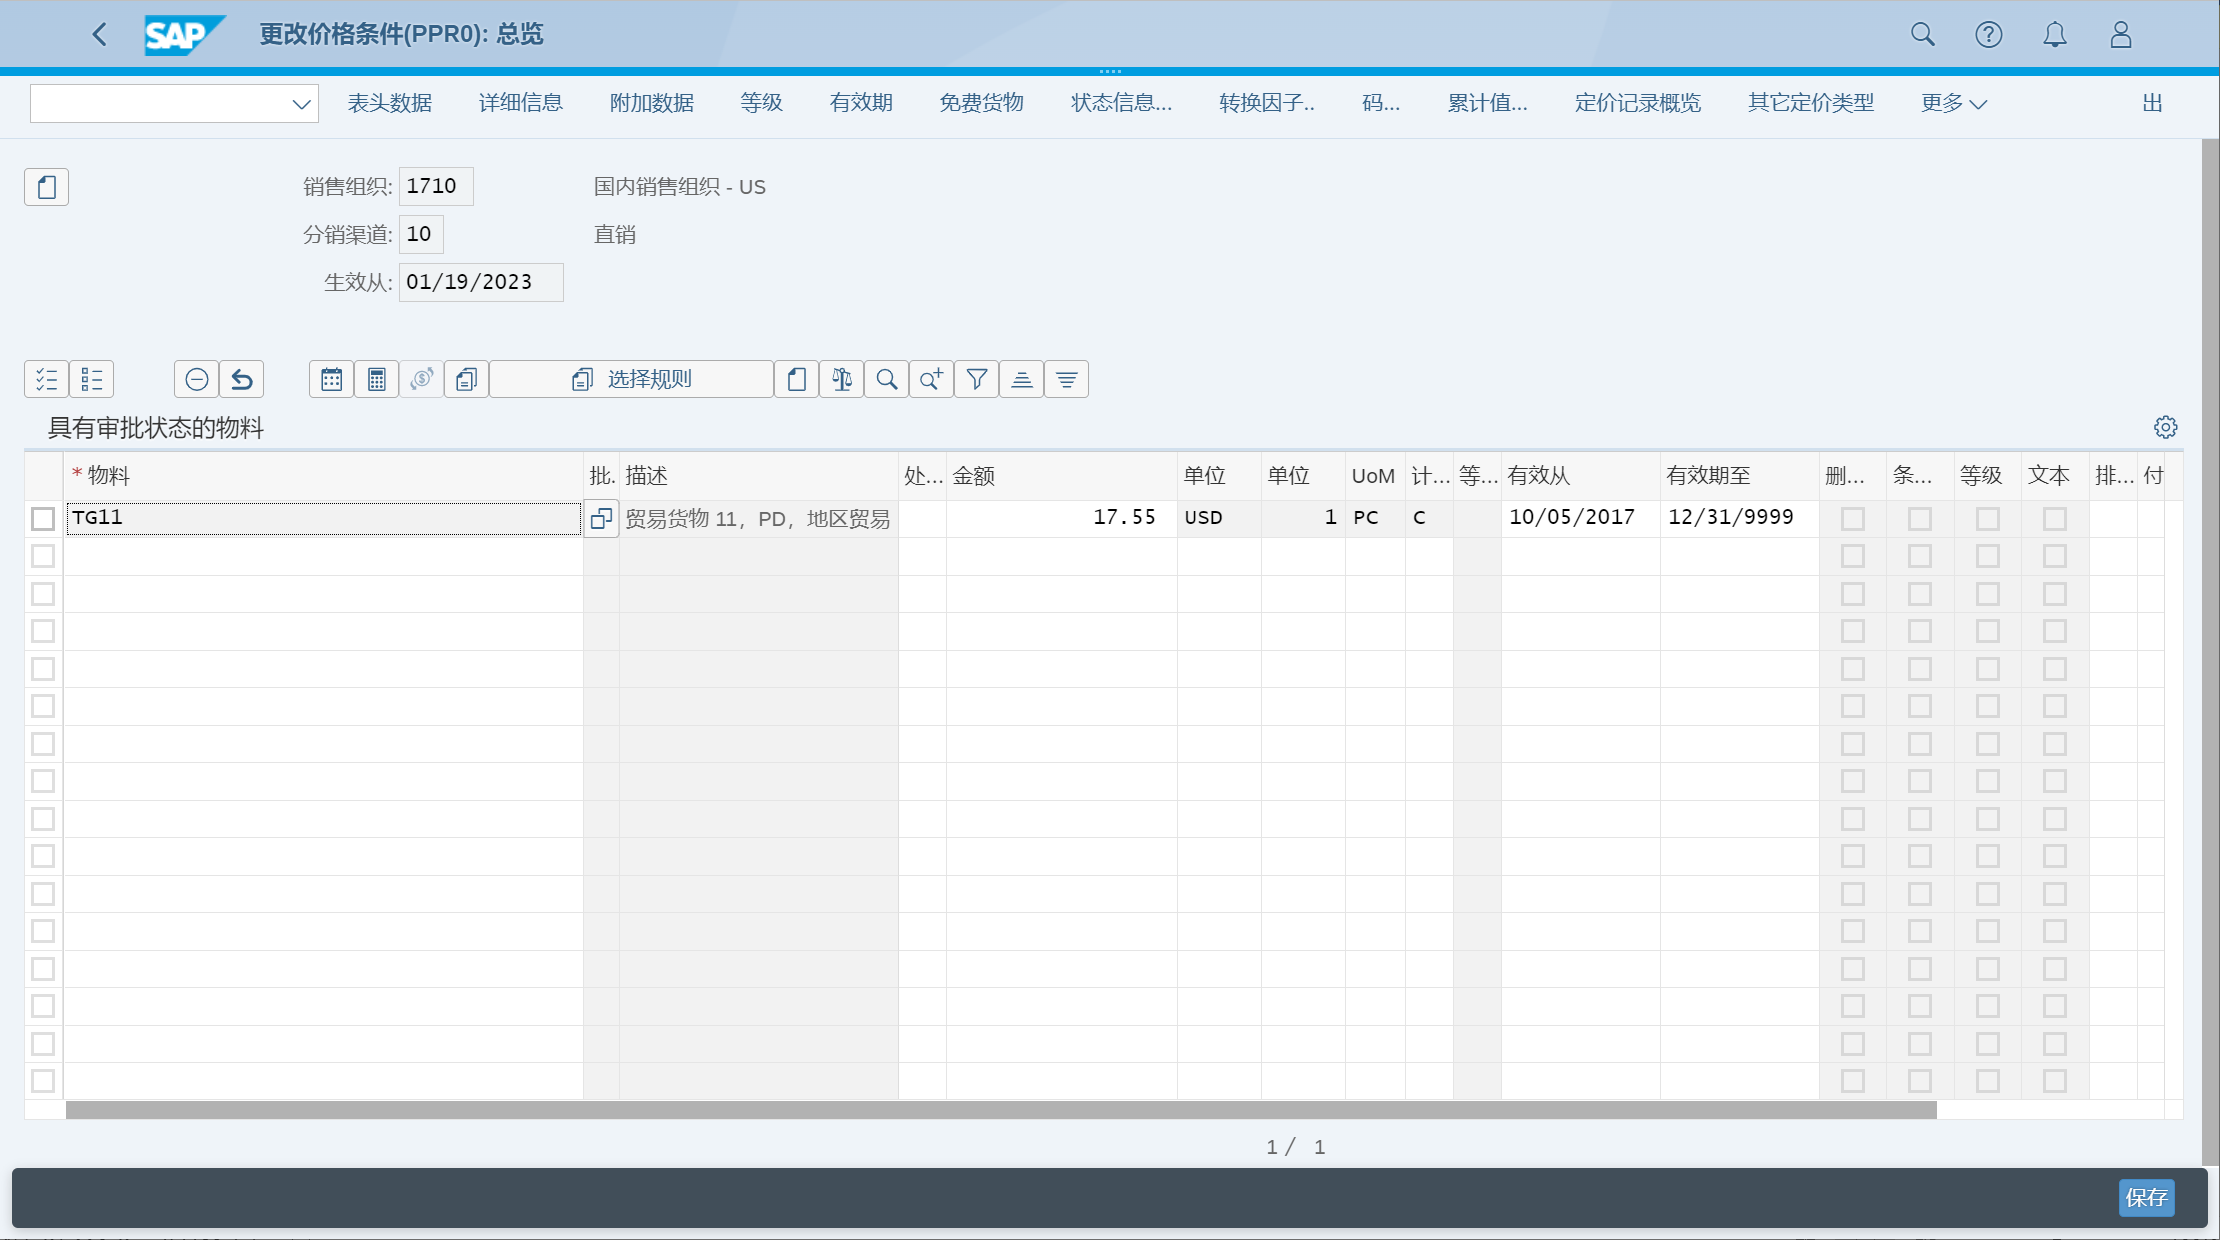 SAP 更改价格条件(PPR0): 总览
表头数据 详细信息 附加数据 等级 有效期 免费货物 状态信息... 转换因子.. 码... 累计值... 定价记录概览 其它定价类型 更多 出
销售组织: 1710 国内销售组织 - US
分销渠道: 10 直销
生效从: 01/19/2023
选择规则
具有审批状态的物料
* 物料 批. 描述 处... 金额 单位 单位 UoM 计... 等... 有效从 有效期至 删... 条... 等级 文本 排... 付
TG11 贸易货物 11, PD, 地区贸易 17.55 USD 1 PC C 10/05/2017 12/31/9999
1 / 1
保存